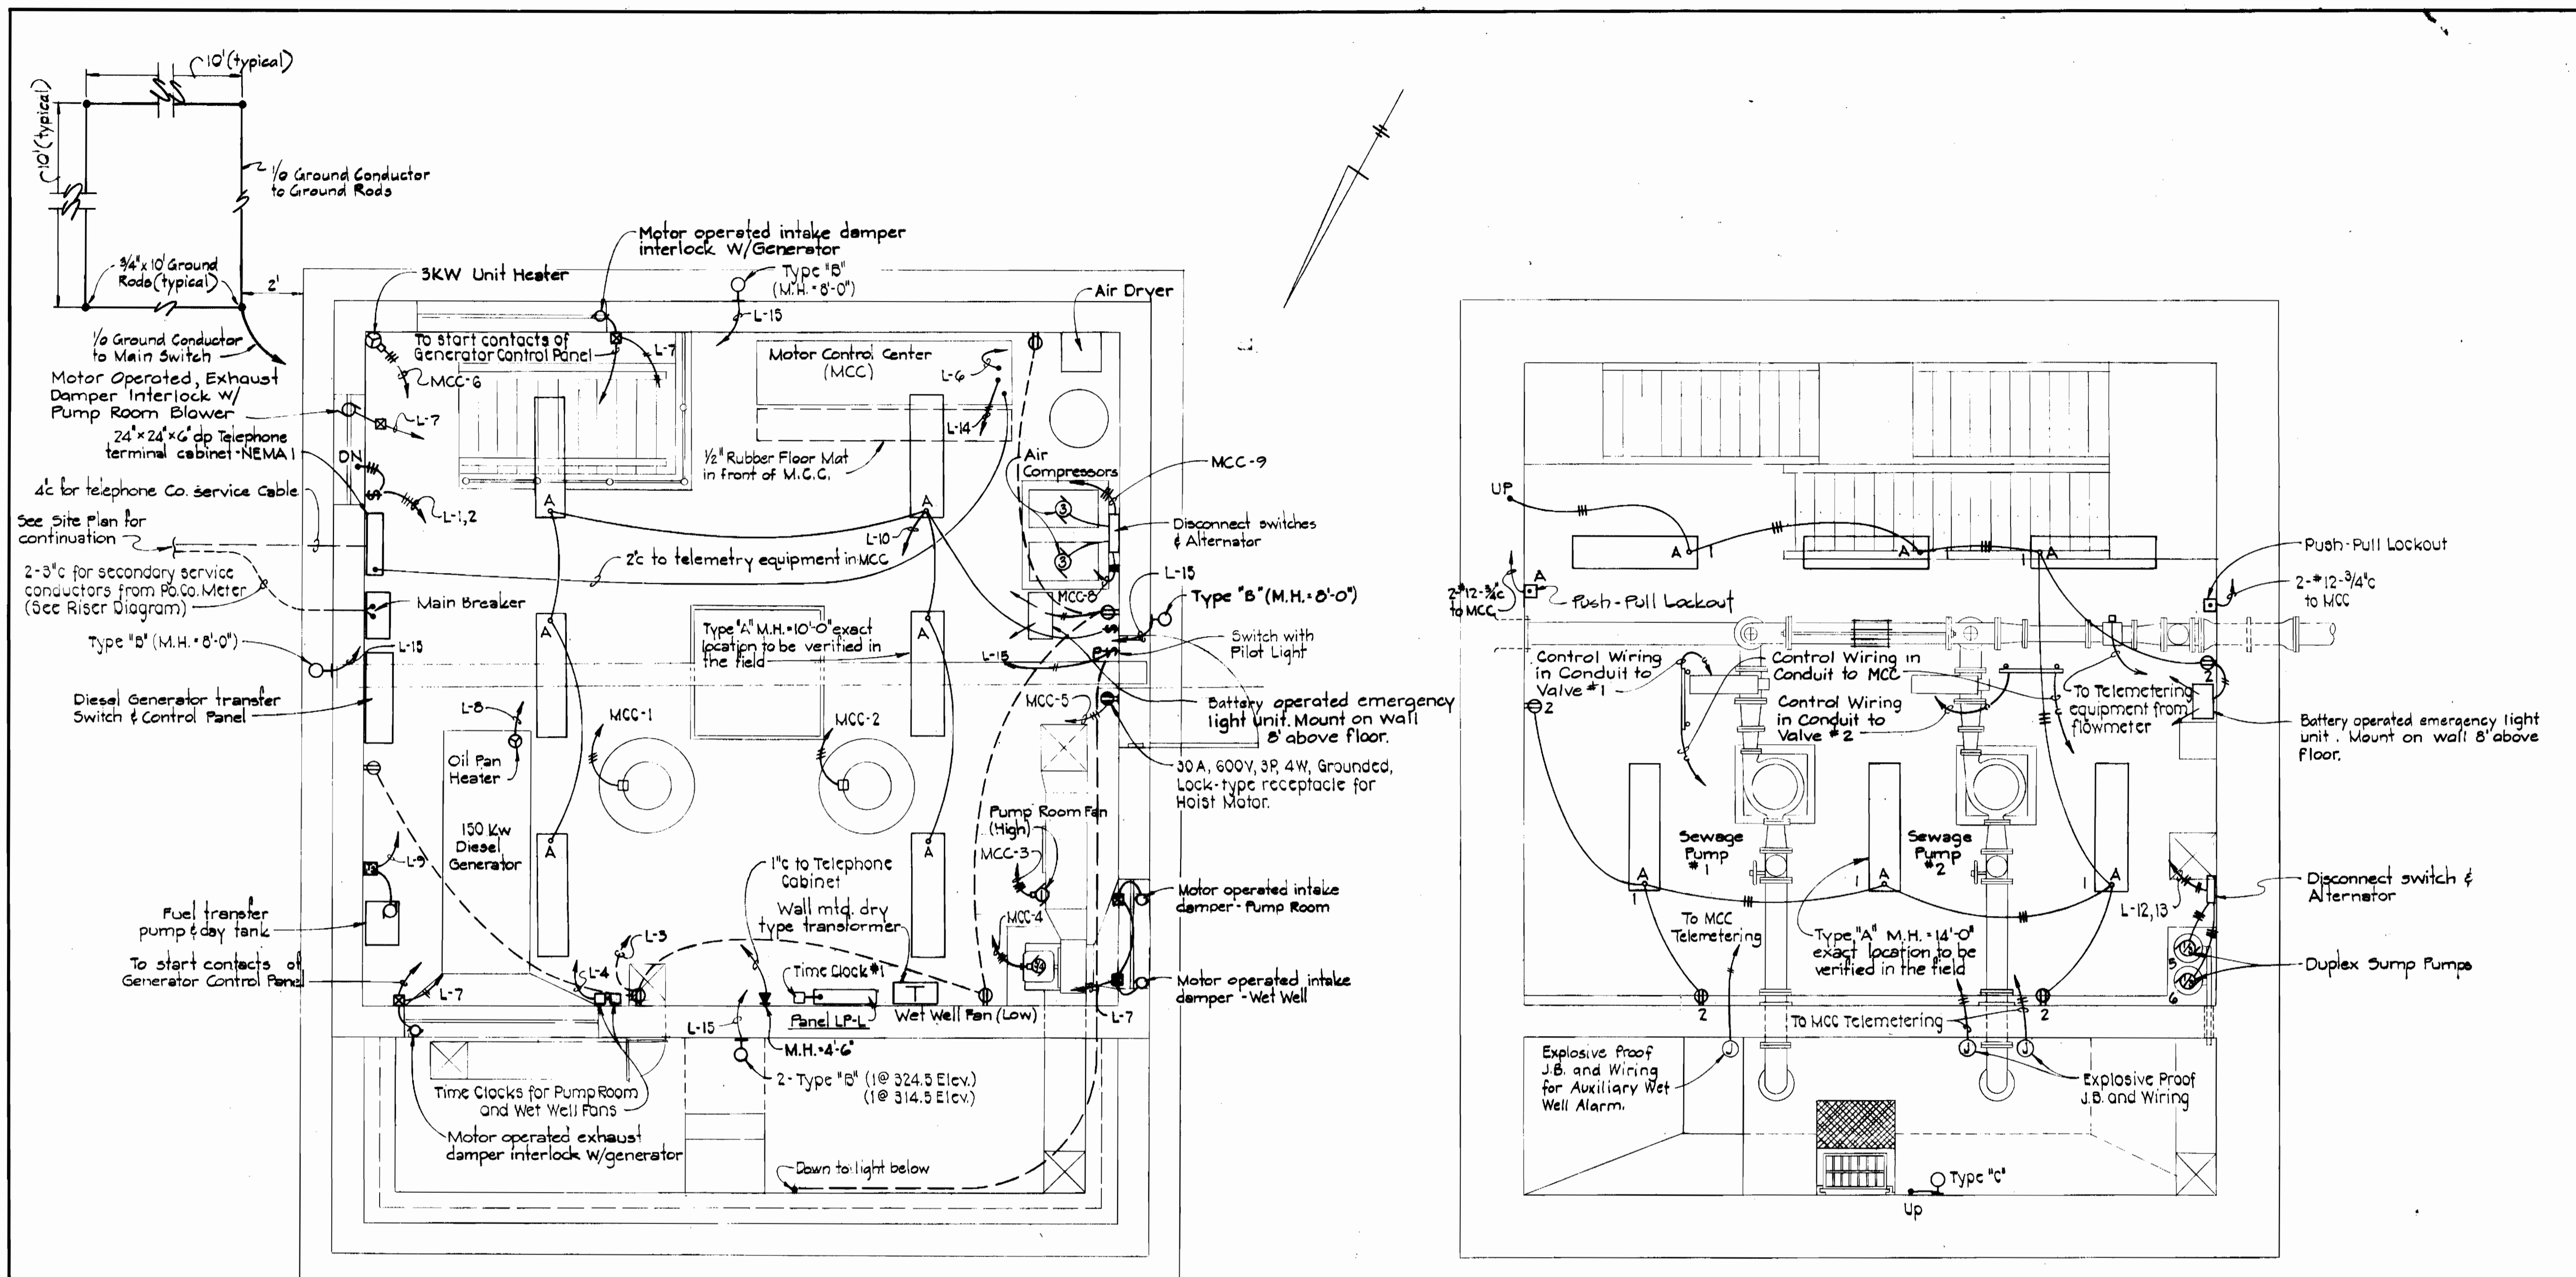 10' (typical)
10' (typical)
1/0 Ground Conductor
to Ground Rods
3/4" x 10' Ground
Rods (typical)
2'
1/0 Ground Conductor
to Main Switch
Motor Operated, Exhaust
Damper Interlock W/
Pump Room Blower
24" x 24" x 6" dp Telephone
terminal cabinet - NEMA 1
4"c for telephone Co. service Cable
See Site Plan for
continuation
2-3"c for secondary service
conductors from Po. Co. Meter
(See Riser Diagram)
Type "B" (M.H. = 8'-0")
Diesel Generator transfer
Switch & Control Panel
Fuel transfer
pump & day tank
To start contacts of
Generator Control Panel
3KW Unit Heater
Motor operated intake damper
interlock W/Generator
Type "B"
(M.H. = 8'-0")
L-15
Air Dryer
To start contacts of
Generator Control Panel
L-7
MCC-6
L-7
DN
L-1,2
Motor Control Center
(MCC)
L-6
L-14
1/2" Rubber Floor Mat
in front of M.C.C.
Air
Compressors
MCC-9
A
A
3
3
L-10
2"c to telemetry equipment in MCC
Disconnect switches
& Alternator
L-15
MCC-8
Type "B" (M.H. = 8'-0")
Main Breaker
A
A
Type "A" M.H. = 10'-0" exact
location to be verified in
the field
L-15
L-15
Switch with
Pilot Light
MCC-5
Battery operated emergency
light unit. Mount on wall
8' above floor.
L-8
MCC-1
MCC-2
Oil Pan
Heater
30A, 600V, 3P, 4W, Grounded,
Lock-type receptacle for
Hoist Motor.
150 KW
Diesel
Generator
L-9
A
A
Pump Room Fan
(High)
MCC-3
1"c to Telephone
Cabinet
Wall mtd. dry
type transformer
MCC-4
Motor operated intake
damper - Pump Room
L-3
L-4
L-7
Time Clock #1
T
Panel LP-L
Wet Well Fan (Low)
L-7
Motor operated intake
damper - Wet Well
L-15
M.H. = 4'-6"
2- Type "B" (1 @ 324.5 Elev.)
(1 @ 314.5 Elev.)
Time Clocks for Pump Room
and Wet Well Fans
Motor operated exhaust
damper interlock W/generator
Down to light below
UP
A
1
A
1
A
1
A
2-#12-3/4"c
to MCC
Push-Pull Lockout
Push-Pull Lockout
2-#12-3/4"c
to MCC
Control Wiring
in Conduit to
Valve #1
Control Wiring in
Conduit to MCC
Control Wiring
in Conduit to
Valve #2
To Telemetering
equipment from
flowmeter
2
2
Battery operated emergency light
unit. Mount on wall 8' above
floor.
Sewage
Pump
#1
Sewage
Pump
#2
A
1
A
1
A
1
L-12,13
Disconnect switch &
Alternator
To MCC
Telemetering
Type "A" M.H. = 14'-0"
exact location to be
verified in the field
5
6
Duplex Sump Pumps
2
2
To MCC Telemetering
J
J
J
Explosive Proof
J.B. and Wiring
for Auxiliary Wet
Well Alarm.
Explosive Proof
J.B. and Wiring
Type "C"
Up